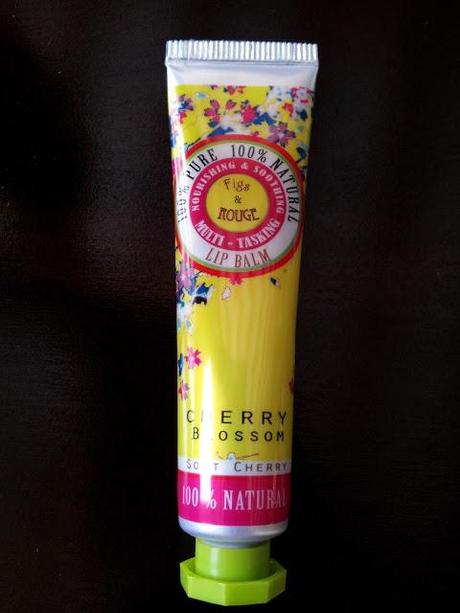 100% PURE 100% NATURAL
NOURISHING & SOOTHING
Figs
&
ROUGE
MULTI - TASKING
LIP BALM
CHERRY
BLOSSOM
SOFT CHERRY
100% NATURAL